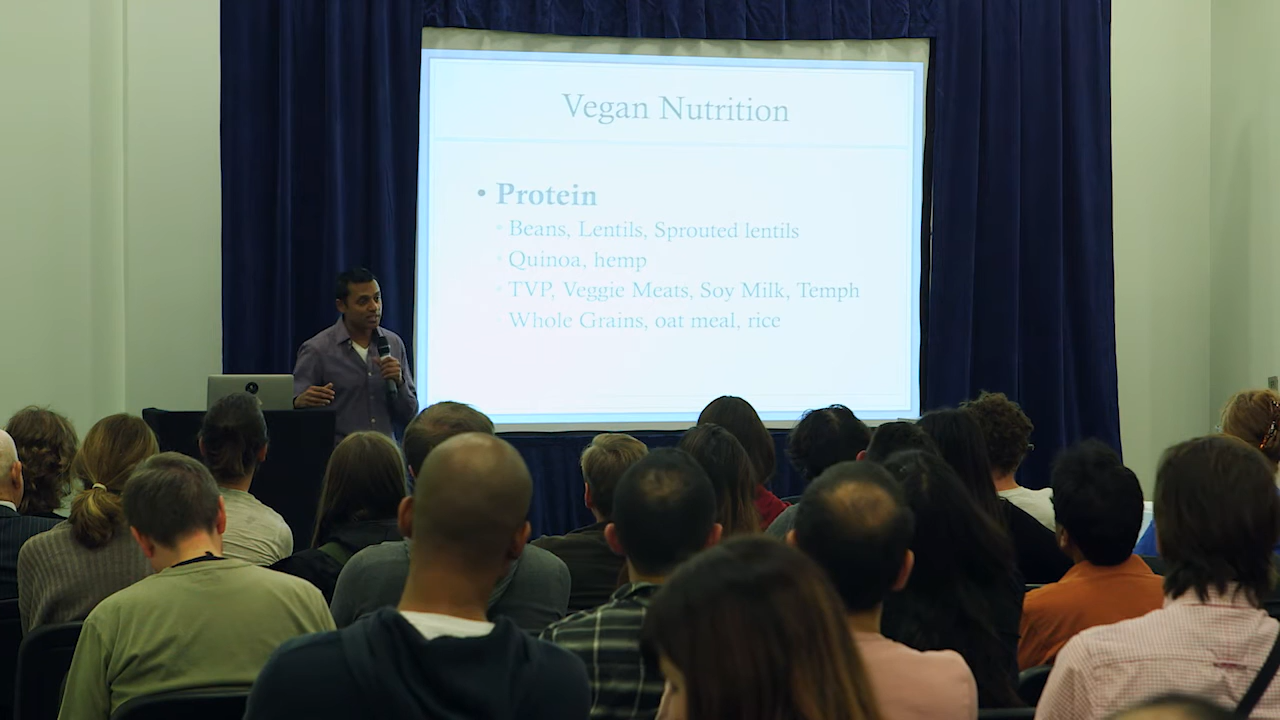 Vegan Nutrition
• Protein
• Beans, Lentils, Sprouted lentils
• Quinoa, hemp
• TVP, Veggie Meats, Soy Milk, Temph
Whole Grains, oat meal, rice